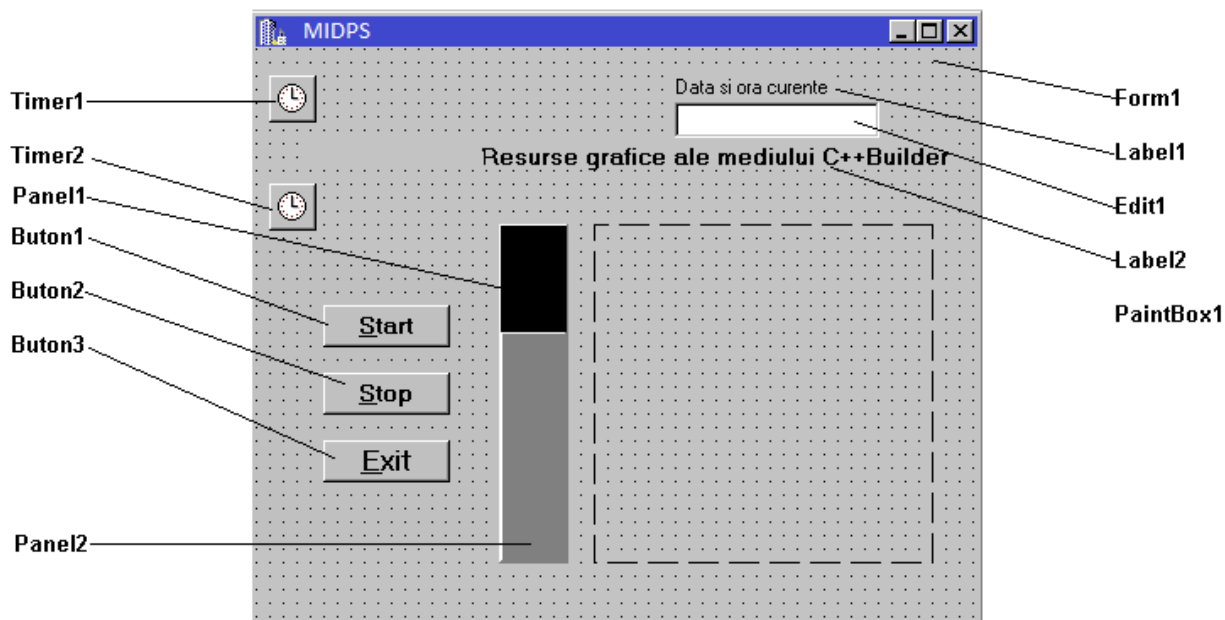 MIDPS
Timer1
Timer2
Panel1
Buton1
Buton2
Buton3
Panel2
Data si ora curente
Resurse grafice ale mediului C++Builder
Start
Stop
Exit
Form1
Label1
Edit1
Label2
PaintBox1